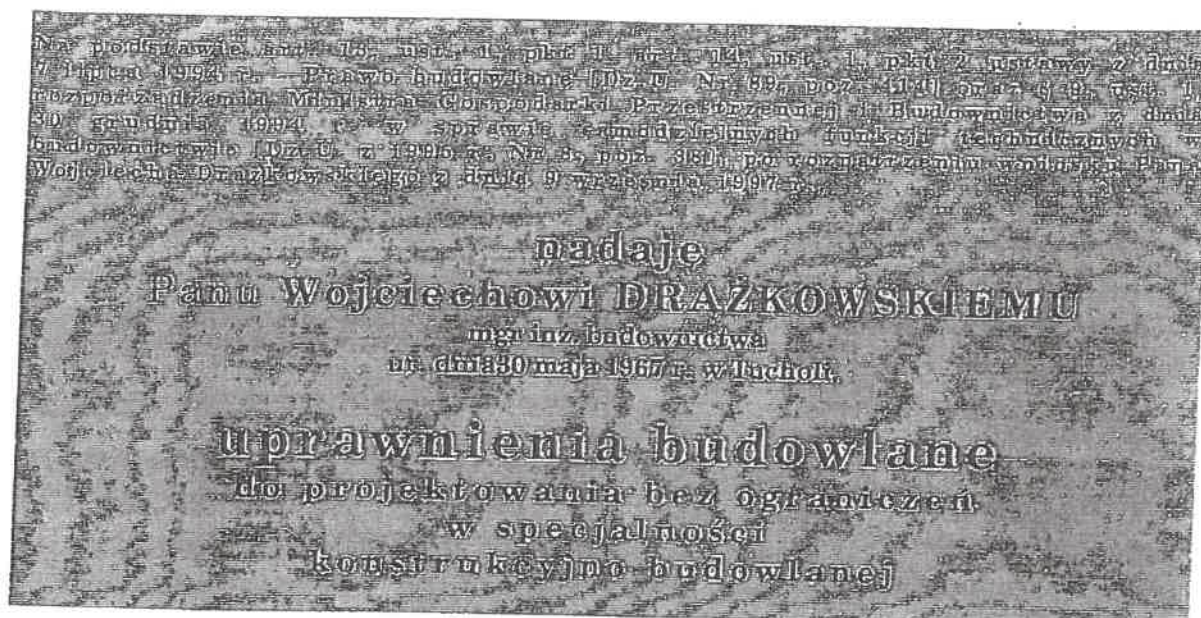 Na podstawie art. 13, ust. 1, pkt 1 art. 14, ust. 1, pkt 2 ustawy z dnia
7 lipca 1994 r. - Prawo budowlane [Dz.U. Nr 89, poz. 414] oraz § 9, ust. 1
rozporządzenia Ministra Gospodarki Przestrzennej i Budownictwa z dnia
30 grudnia 1994 r. w sprawie samodzielnych funkcji technicznych w
budownictwie [Dz.U. z 1995 r. Nr 8, poz. 38], po rozpatrzeniu wniosku Pana
Wojciecha Drążkowskiego z dnia 9 września 1997 r.,
nadaję
Panu Wojciechowi DRĄŻKOWSKIEMU
mgr inż. budownictwa
ur. dnia 30 maja 1967 r. w Tucholi,
uprawnienia budowlane
do projektowania bez ograniczeń
w specjalności
konstrukcyjno-budowlanej